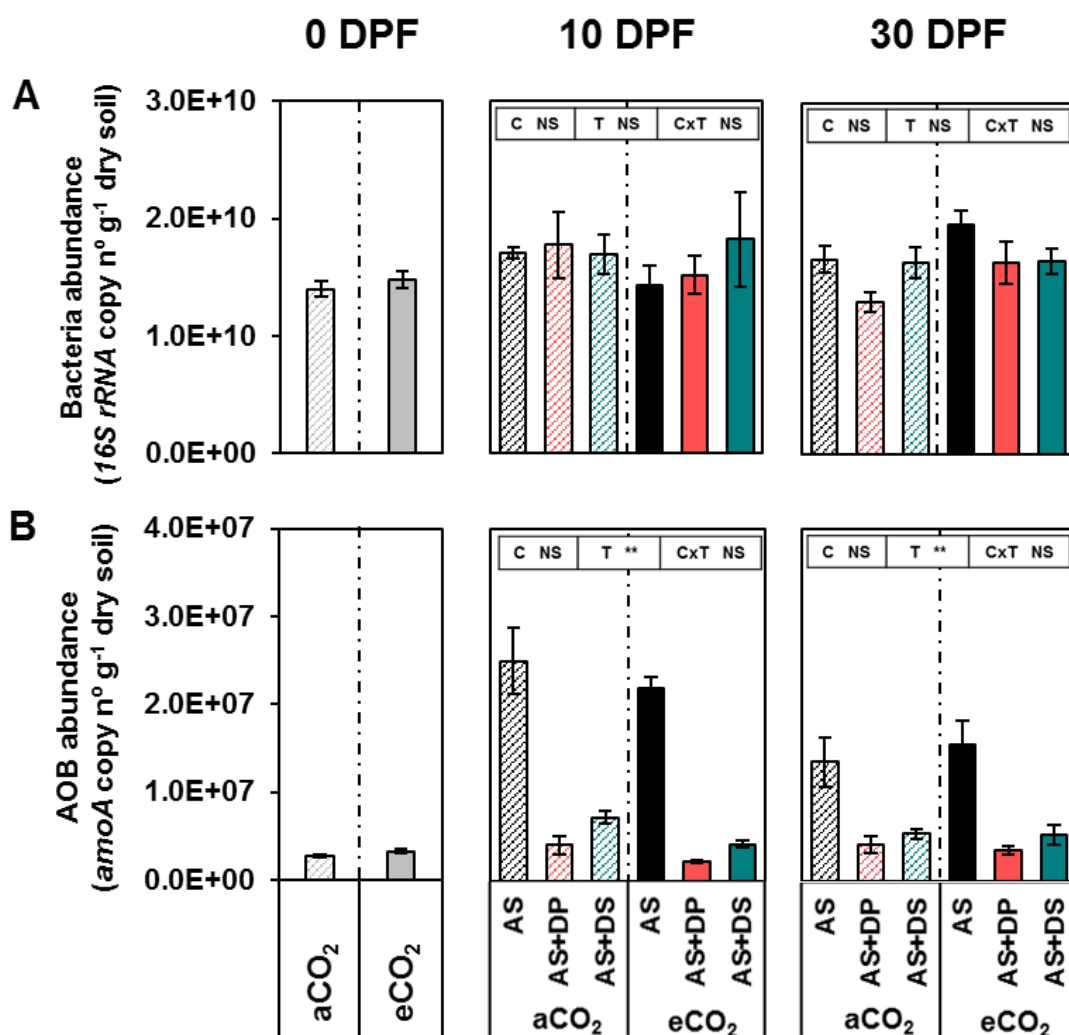 0 DPF 10 DPF 30 DPF
A
Bacteria abundance
(16S rRNA copy nº g-1 dry soil)
3.0E+10
2.0E+10
1.0E+10
0.0E+00
C NS T NS CxT NS
C NS T NS CxT NS
B
AOB abundance
(amoA copy nº g-1 dry soil)
4.0E+07
3.0E+07
2.0E+07
1.0E+07
0.0E+00
C NS T ** CxT NS
C NS T ** CxT NS
aCO2 eCO2
AS AS+DP AS+DS AS AS+DP AS+DS
aCO2 eCO2
AS AS+DP AS+DS AS AS+DP AS+DS
aCO2 eCO2